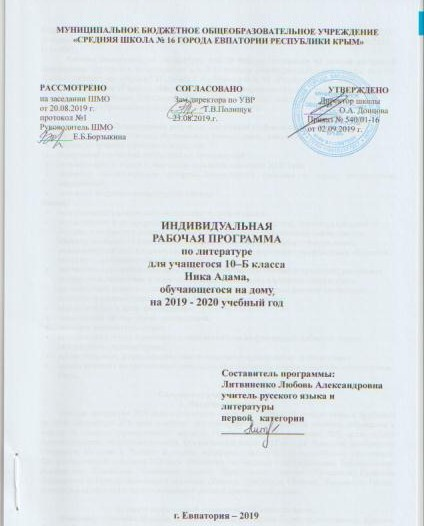 МУНИЦИПАЛЬНОЕ БЮДЖЕТНОЕ ОБЩЕОБРАЗОВАТЕЛЬНОЕ УЧРЕЖДЕНИЕ
«СРЕДНЯЯ ШКОЛА № 16 ГОРОДА ЕВПАТОРИИ РЕСПУБЛИКИ КРЫМ»
РАССМОТРЕНО СОГЛАСОВАНО УТВЕРЖДЕНО
на заседании ШМО Зам.директора по УВР Директор школы
от 20.08.2019 г. Т.В.Полищук О.А. Донцова
протокол №1 23.08.2019.г. Приказ № 540/01-16
Руководитель ШМО от 02.09.2019 г.
Е.Б.Борзыкина
ИНДИВИДУАЛЬНАЯ
РАБОЧАЯ ПРОГРАММА
по литературе
для учащегося 10–Б класса
Ника Адама,
обучающегося на дому
на 2019 - 2020 учебный год
Составитель программы:
Литвиненко Любовь Александровна
учитель русского языка и
литературы
первой категории
г. Евпатория – 2019